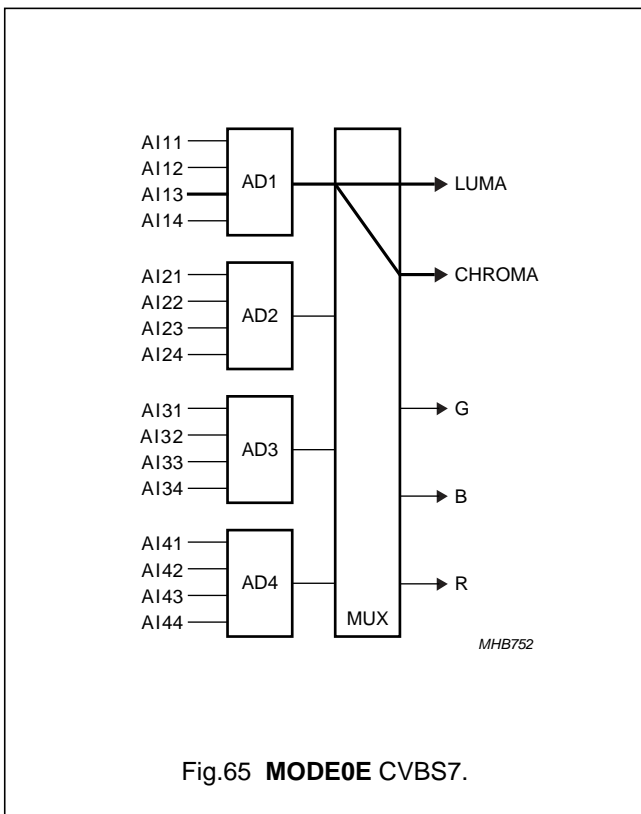 AI11
AI12
AI13
AI14
AD1
LUMA
CHROMA
AI21
AI22
AI23
AI24
AD2
AI31
AI32
AI33
AI34
AD3
G
B
AI41
AI42
AI43
AI44
AD4
R
MUX
MHB752
Fig.65 MODE0E CVBS7.